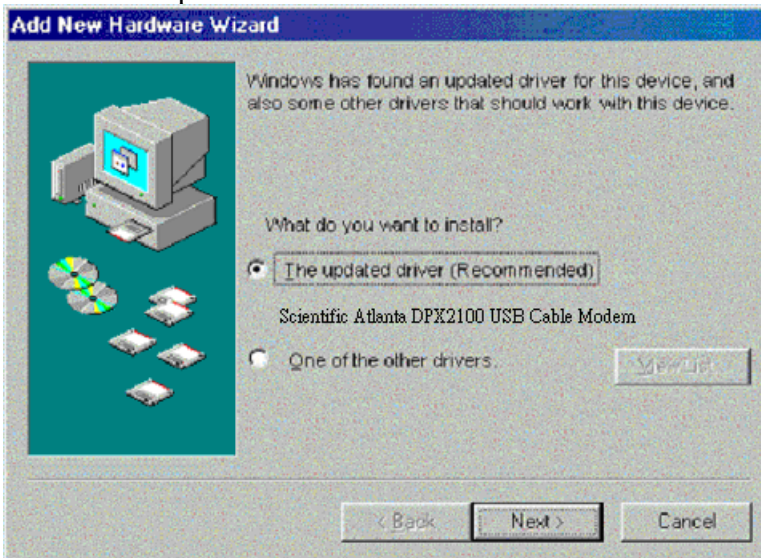 Add New Hardware Wizard
Windows has found an updated driver for this device, and
also some other drivers that should work with this device.
What do you want to install?
The updated driver (Recommended)
Scientific Atlanta DPX2100 USB Cable Modem
One of the other drivers.
View List...
< Back
Next >
Cancel